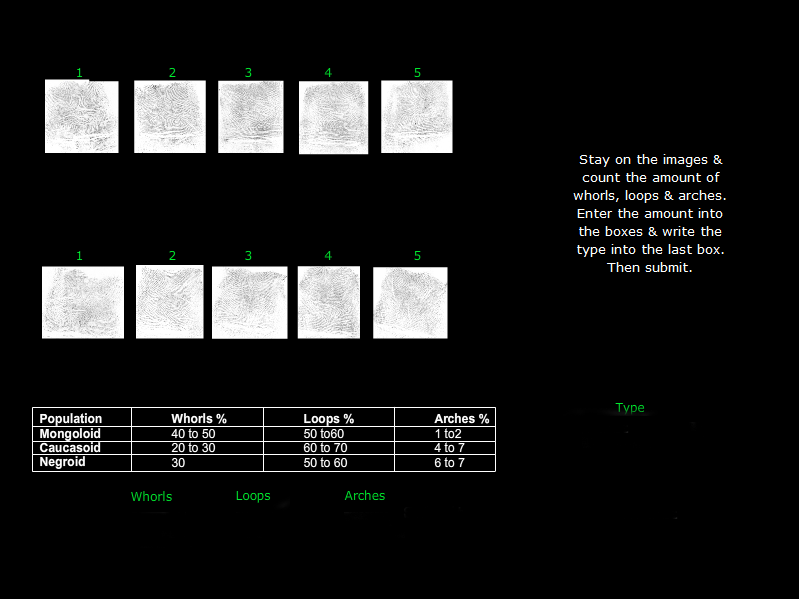 1 2 3 4 5
Stay on the images &
count the amount of
whorls, loops & arches.
Enter the amount into
the boxes & write the
type into the last box.
Then submit.
1 2 3 4 5
Population Whorls % Loops % Arches %
Mongoloid 40 to 50 50 to60 1 to2
Caucasoid 20 to 30 60 to 70 4 to 7
Negroid 30 50 to 60 6 to 7
Type
Whorls Loops Arches